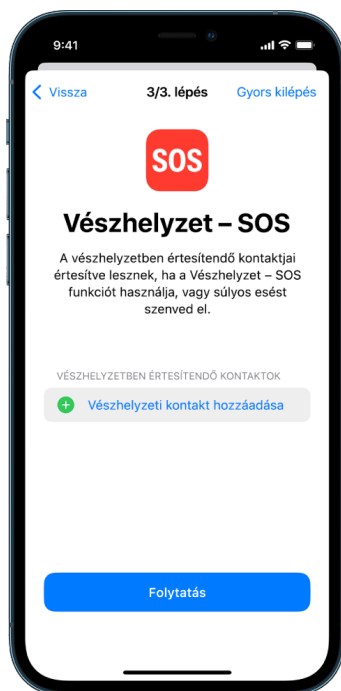 9:41
Vissza 3/3. lépés Gyors kilépés
SOS
Vészhelyzet – SOS
A vészhelyzetben értesítendő kontaktjai
értesítve lesznek, ha a Vészhelyzet – SOS
funkciót használja, vagy súlyos esést
szenved el.
VÉSZHELYZETBEN ÉRTESÍTENDŐ KONTAKTOK
Vészhelyzeti kontakt hozzáadása
Folytatás